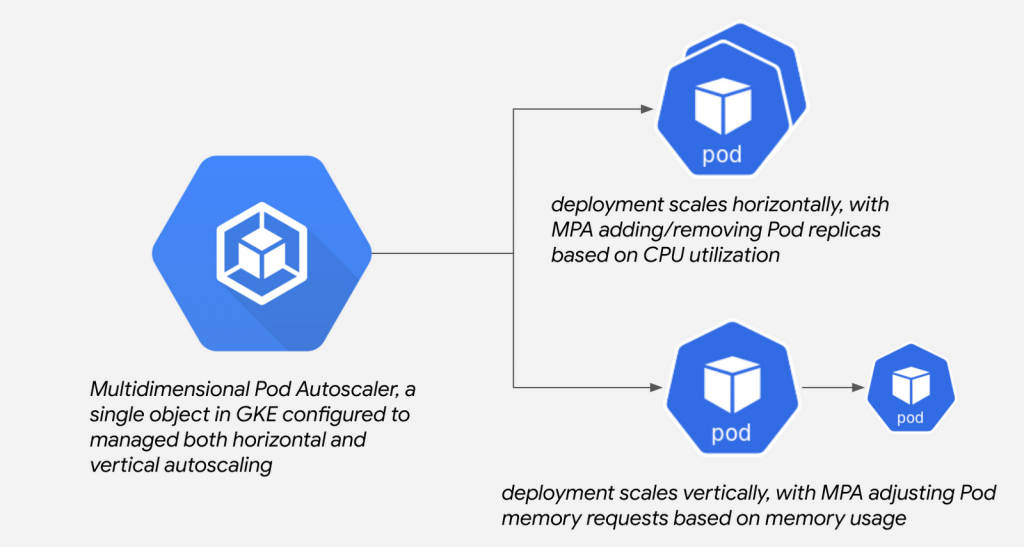 pod
deployment scales horizontally, with
MPA adding/removing Pod replicas
based on CPU utilization
Multidimensional Pod Autoscaler, a
single object in GKE configured to
managed both horizontal and
vertical autoscaling
pod
pod
deployment scales vertically, with MPA adjusting Pod
memory requests based on memory usage